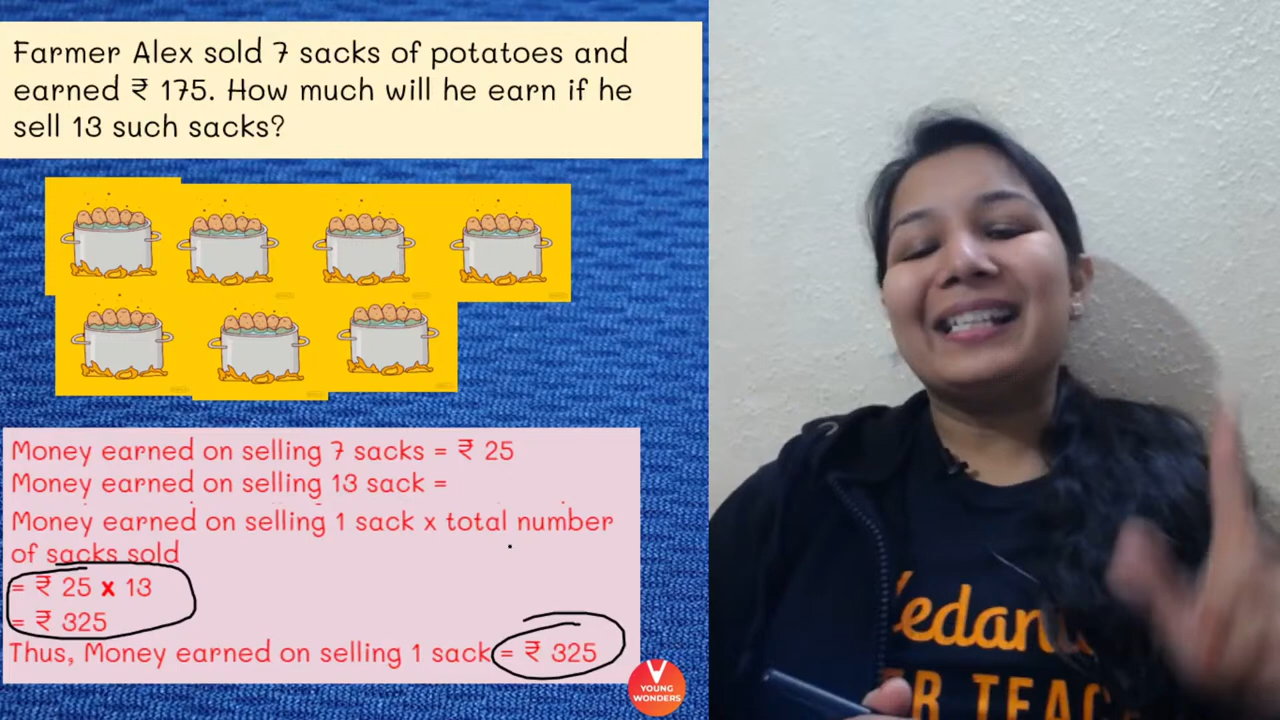 Farmer Alex sold 7 sacks of potatoes and
earned ₹ 175. How much will he earn if he
sell 13 such sacks?
Money earned on selling 7 sacks = ₹ 25
Money earned on selling 13 sack =
Money earned on selling 1 sack x total number
of sacks sold
= ₹ 25 x 13
= ₹ 325
Thus, Money earned on selling 1 sack = ₹ 325
V
YOUNG
WONDERS